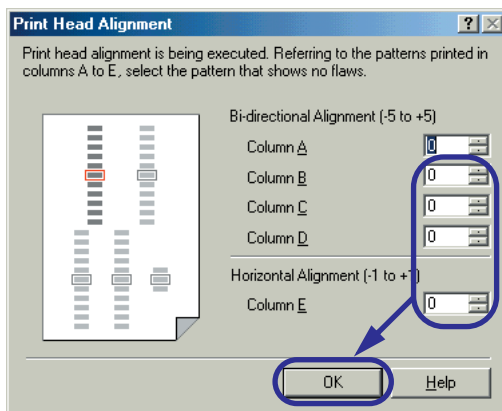 Print Head Alignment
Print head alignment is being executed. Referring to the patterns printed in
columns A to E, select the pattern that shows no flaws.
Bi-directional Alignment (-5 to +5)
Column A 0
Column B 0
Column C 0
Column D 0
Horizontal Alignment (-1 to +1)
Column E 0
OK Help